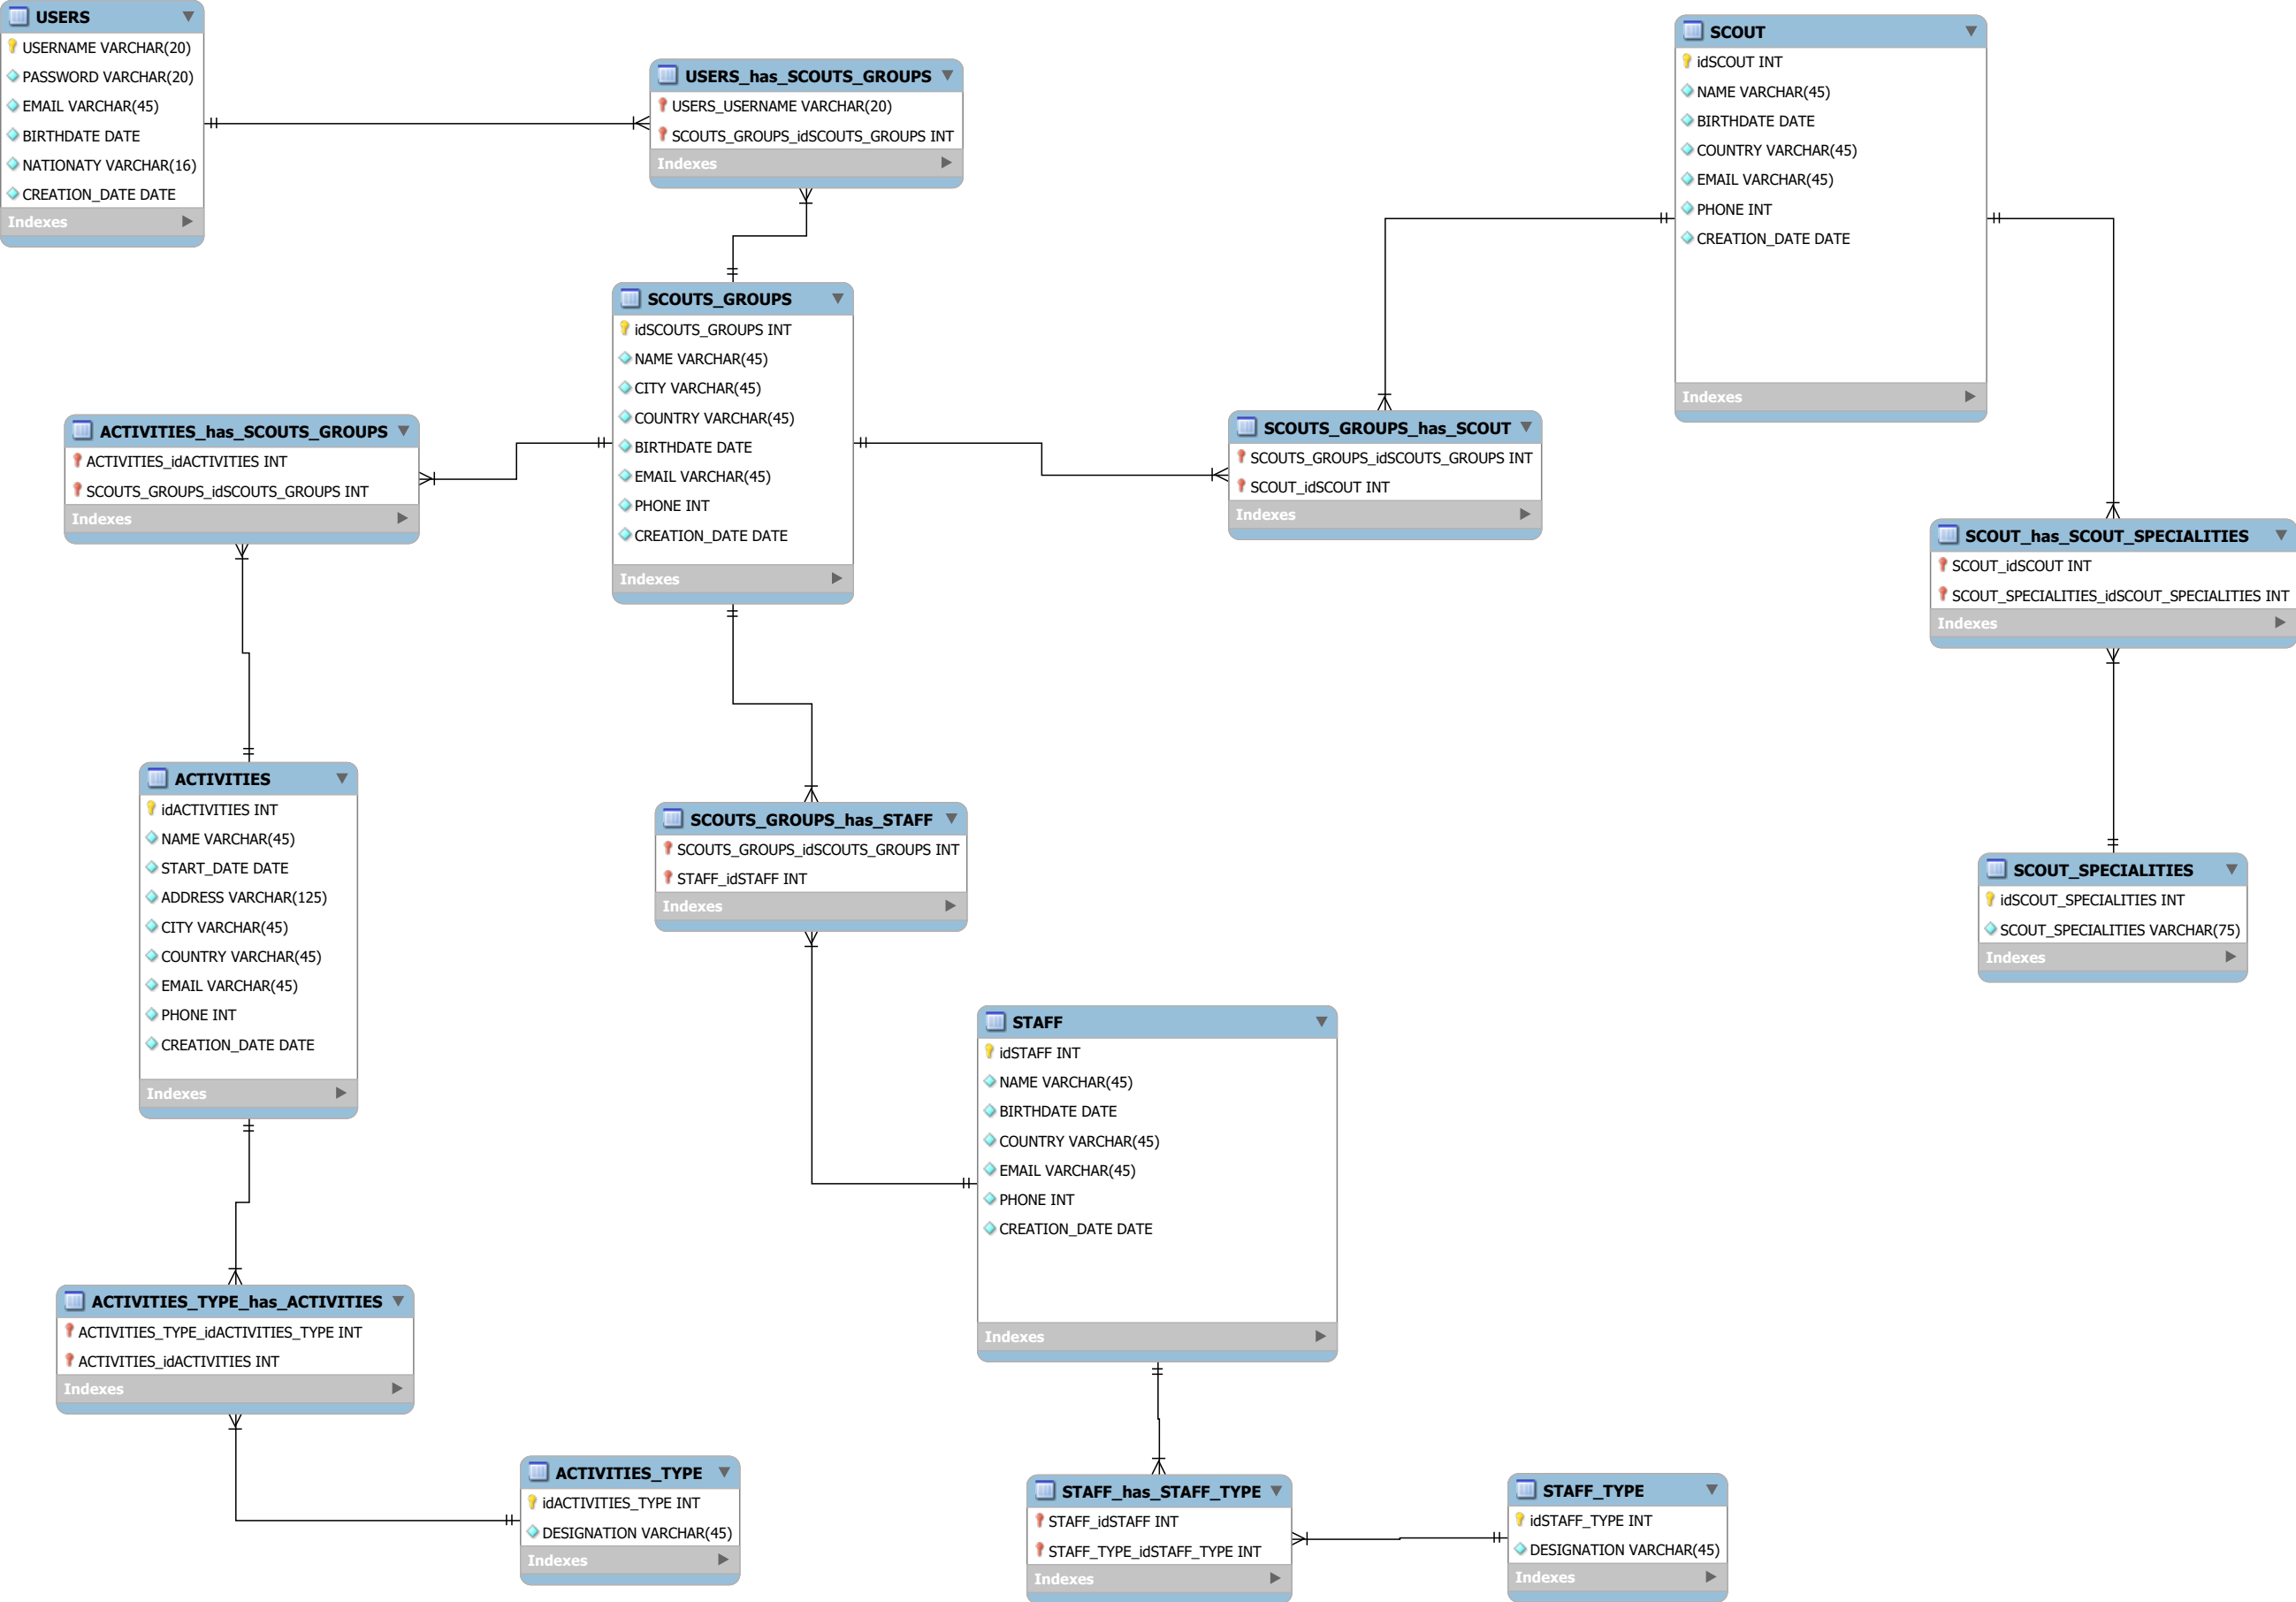 USERS
USERNAME VARCHAR(20)
PASSWORD VARCHAR(20)
EMAIL VARCHAR(45)
BIRTHDATE DATE
NATIONATY VARCHAR(16)
CREATION_DATE DATE
Indexes
USERS_has_SCOUTS_GROUPS
USERS_USERNAME VARCHAR(20)
SCOUTS_GROUPS_idSCOUTS_GROUPS INT
Indexes
SCOUT
idSCOUT INT
NAME VARCHAR(45)
BIRTHDATE DATE
COUNTRY VARCHAR(45)
EMAIL VARCHAR(45)
PHONE INT
CREATION_DATE DATE
Indexes
SCOUTS_GROUPS
idSCOUTS_GROUPS INT
NAME VARCHAR(45)
CITY VARCHAR(45)
COUNTRY VARCHAR(45)
BIRTHDATE DATE
EMAIL VARCHAR(45)
PHONE INT
CREATION_DATE DATE
Indexes
ACTIVITIES_has_SCOUTS_GROUPS
ACTIVITIES_idACTIVITIES INT
SCOUTS_GROUPS_idSCOUTS_GROUPS INT
Indexes
SCOUTS_GROUPS_has_SCOUT
SCOUTS_GROUPS_idSCOUTS_GROUPS INT
SCOUT_idSCOUT INT
Indexes
SCOUT_has_SCOUT_SPECIALITIES
SCOUT_idSCOUT INT
SCOUT_SPECIALITIES_idSCOUT_SPECIALITIES INT
Indexes
ACTIVITIES
idACTIVITIES INT
NAME VARCHAR(45)
START_DATE DATE
ADDRESS VARCHAR(125)
CITY VARCHAR(45)
COUNTRY VARCHAR(45)
EMAIL VARCHAR(45)
PHONE INT
CREATION_DATE DATE
Indexes
SCOUTS_GROUPS_has_STAFF
SCOUTS_GROUPS_idSCOUTS_GROUPS INT
STAFF_idSTAFF INT
Indexes
SCOUT_SPECIALITIES
idSCOUT_SPECIALITIES INT
SCOUT_SPECIALITIES VARCHAR(75)
Indexes
STAFF
idSTAFF INT
NAME VARCHAR(45)
BIRTHDATE DATE
COUNTRY VARCHAR(45)
EMAIL VARCHAR(45)
PHONE INT
CREATION_DATE DATE
Indexes
ACTIVITIES_TYPE_has_ACTIVITIES
ACTIVITIES_TYPE_idACTIVITIES_TYPE INT
ACTIVITIES_idACTIVITIES INT
Indexes
ACTIVITIES_TYPE
idACTIVITIES_TYPE INT
DESIGNATION VARCHAR(45)
Indexes
STAFF_has_STAFF_TYPE
STAFF_idSTAFF INT
STAFF_TYPE_idSTAFF_TYPE INT
Indexes
STAFF_TYPE
idSTAFF_TYPE INT
DESIGNATION VARCHAR(45)
Indexes